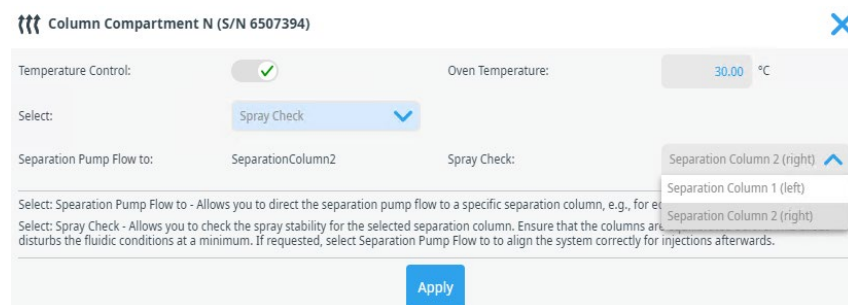 Column Compartment N (S/N 6507394)
Temperature Control: Oven Temperature: 30.00 °C
Select: Spray Check
Separation Pump Flow to: SeparationColumn2 Spray Check: Separation Column 2 (right)
Separation Column 1 (left)
Separation Column 2 (right)
Select: Spearation Pump Flow to - Allows you to direct the separation pump flow to a specific separation column, e.g., for
Select: Spray Check - Allows you to check the spray stability for the selected separation column. Ensure that the columns
disturbs the fluidic conditions at a minimum. If requested, select Separation Pump Flow to to align the system correctly for injections afterwards.
Apply